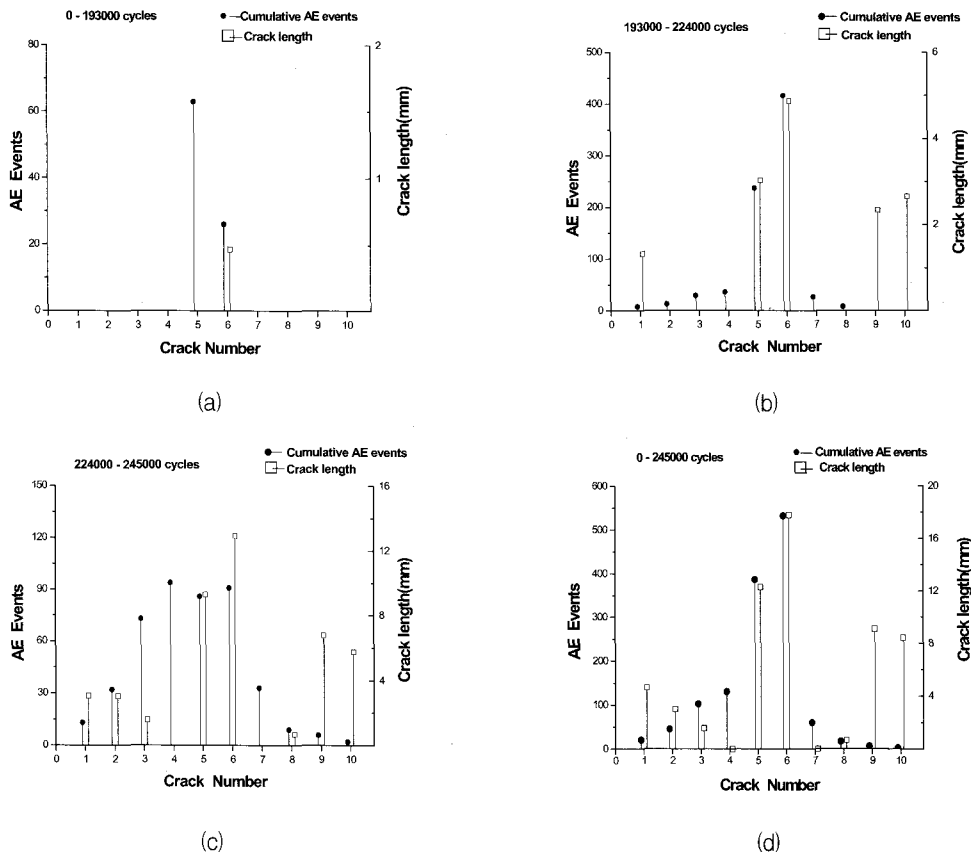 0 - 193000 cycles
Cumulative AE events
Crack length
80
60
40
20
0
AE Events
2
1
0
Crack length(mm)
0 1 2 3 4 5 6 7 8 9 10
Crack Number
(a)
193000 - 224000 cycles
Cumulative AE events
Crack length
500
400
300
200
100
0
AE Events
6
4
2
Crack length(mm)
0 1 2 3 4 5 6 7 8 9 10
Crack Number
(b)
224000 - 245000 cycles
Cumulative AE events
Crack length
150
120
90
60
30
0
AE Events
16
12
8
4
Crack length(mm)
0 1 2 3 4 5 6 7 8 9 10
Crack Number
(c)
0 - 245000 cycles
Cumulative AE events
Crack length
600
500
400
300
200
100
0
AE Events
20
16
12
8
4
Crack length(mm)
0 1 2 3 4 5 6 7 8 9 10
Crack Number
(d)